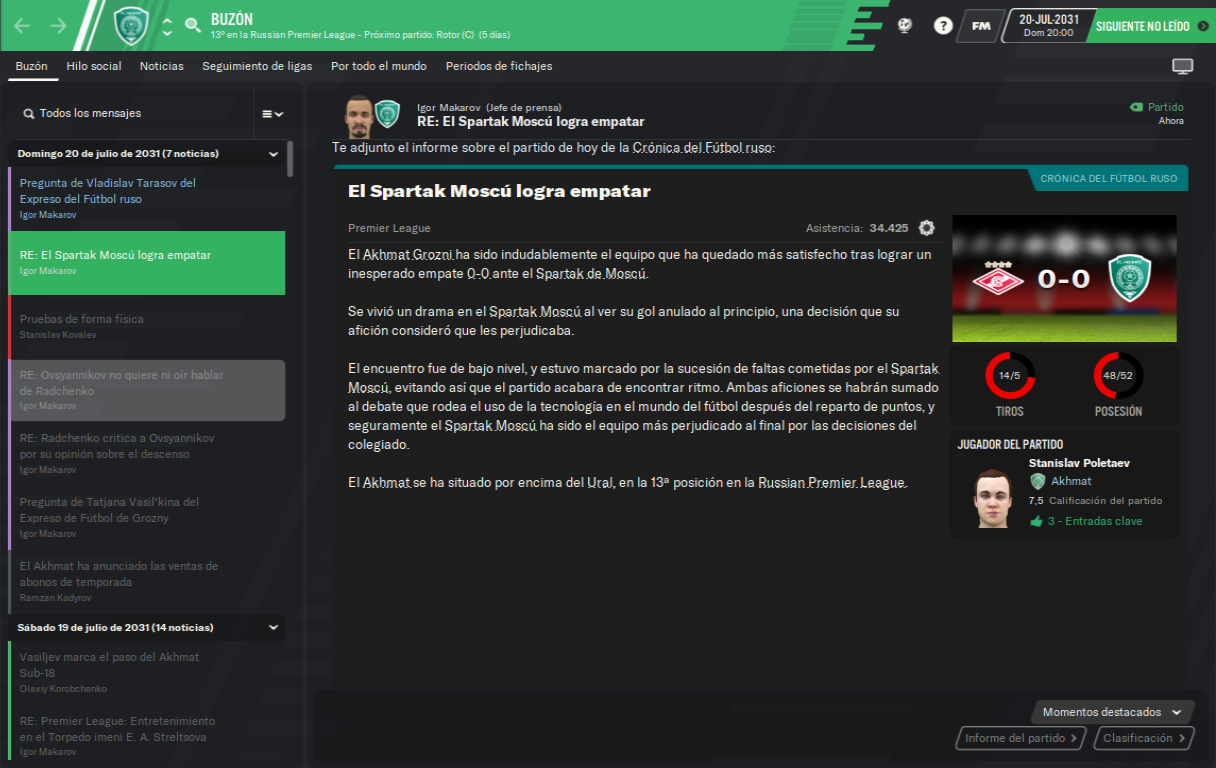 BUZÓN
13º en la Russian Premier League - Próximo partido: Rotor (C) (5 días)
?
FM
20-JUL-2031
Dom 20:00
SIGUIENTE NO LEÍDO
Buzón
Hilo social
Noticias
Seguimiento de ligas
Por todo el mundo
Periodos de fichajes
Todos los mensajes
Domingo 20 de julio de 2031 (7 noticias)
Pregunta de Vladislav Tarasov del
Expreso del Fútbol ruso
Igor Makarov
RE: El Spartak Moscú logra empatar
Igor Makarov
Pruebas de forma física
Stanislav Kovalev
RE: Ovsyannikov no quiere ni oír hablar
de Radchenko
Igor Makarov
RE: Radchenko critica a Ovsyannikov
por su opinión sobre el descenso
Igor Makarov
Pregunta de Tatjana Vasil'kina del
Expreso de Fútbol de Grozny
Igor Makarov
El Akhmat ha anunciado las ventas de
abonos de temporada
Ramzan Kadyrov
Sábado 19 de julio de 2031 (14 noticias)
Vasiljev marca el paso del Akhmat
Sub-18
Olexiy Korobchenko
RE: Premier League: Entretenimiento
en el Torpedo imeni E. A. Streltsova
Igor Makarov
Igor Makarov (Jefe de prensa)
RE: El Spartak Moscú logra empatar
Partido
Ahora
Te adjunto el informe sobre el partido de hoy de la Crónica del Fútbol ruso:
CRÓNICA DEL FÚTBOL RUSO
El Spartak Moscú logra empatar
Premier League
Asistencia: 34.425
El Akhmat Grozni ha sido indudablemente el equipo que ha quedado más satisfecho tras lograr un
inesperado empate 0-0 ante el Spartak de Moscú.
Se vivió un drama en el Spartak Moscú al ver su gol anulado al principio, una decisión que su
afición consideró que les perjudicaba.
El encuentro fue de bajo nivel, y estuvo marcado por la sucesión de faltas cometidas por el Spartak
Moscú, evitando así que el partido acabara de encontrar ritmo. Ambas aficiones se habrán sumado
al debate que rodea el uso de la tecnología en el mundo del fútbol después del reparto de puntos, y
seguramente el Spartak Moscú ha sido el equipo más perjudicado al final por las decisiones del
colegiado.
El Akhmat se ha situado por encima del Ural, en la 13ª posición en la Russian Premier League.
0-0
14/5
TIROS
48/52
POSESIÓN
JUGADOR DEL PARTIDO
Stanislav Poletaev
Akhmat
7,5 Calificación del partido
3 - Entradas clave
Momentos destacados
Informe del partido
Clasificación